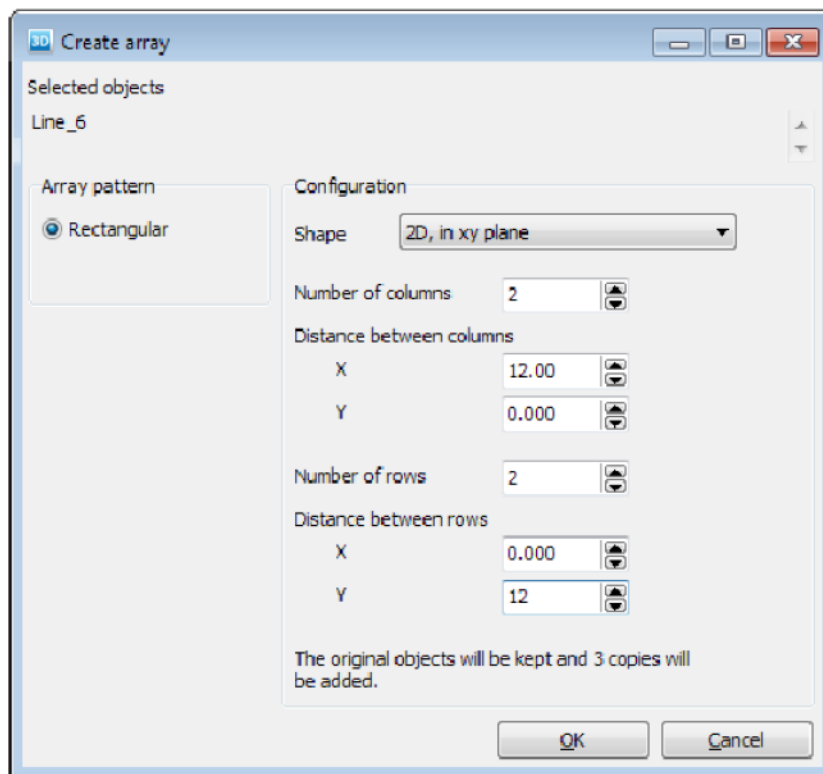 3D Create array
Selected objects
Line_6
Array pattern
Rectangular
Configuration
Shape 2D, in xy plane
Number of columns 2
Distance between columns
X 12.00
Y 0.000
Number of rows 2
Distance between rows
X 0.000
Y 12
The original objects will be kept and 3 copies will
be added.
OK Cancel